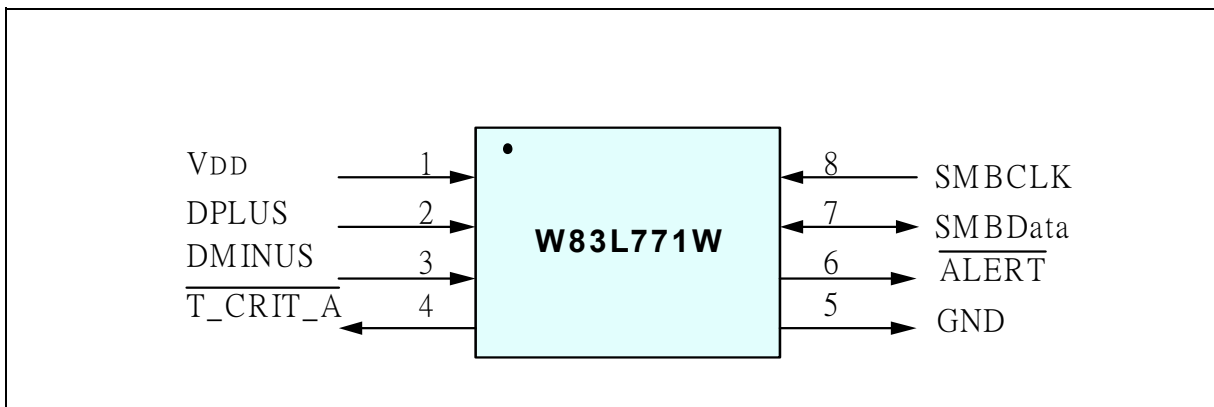 VDD 1
DPLUS 2
DMINUS 3
T_CRIT_A 4
W83L771W
8 SMBCLK
7 SMBData
6 ALERT
5 GND